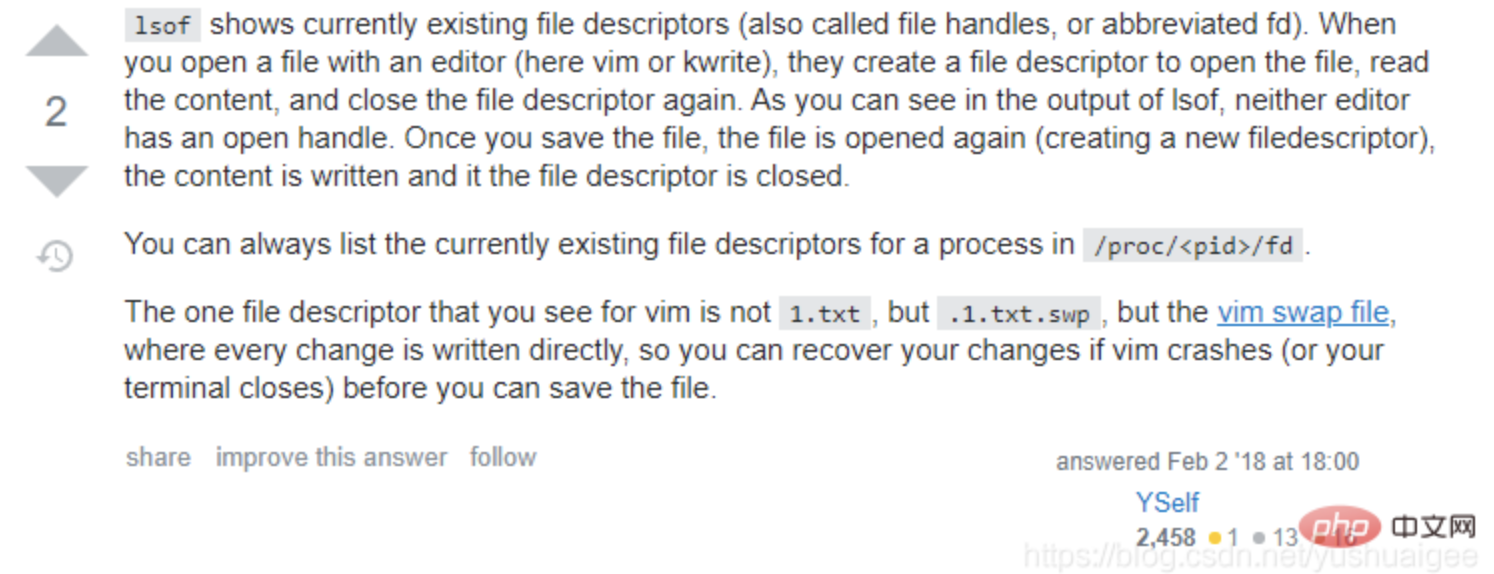 lsof shows currently existing file descriptors (also called file handles, or abbreviated fd). When
you open a file with an editor (here vim or kwrite), they create a file descriptor to open the file, read
the content, and close the file descriptor again. As you can see in the output of lsof, neither editor
2
has an open handle. Once you save the file, the file is opened again (creating a new filedescriptor),
the content is written and it the file descriptor is closed.
You can always list the currently existing file descriptors for a process in /proc/<pid>/fd.
The one file descriptor that you see for vim is not 1.txt, but .1.txt.swp, but the vim swap file,
where every change is written directly, so you can recover your changes if vim crashes (or your
terminal closes) before you can save the file.
share improve this answer follow
answered Feb 2 '18 at 18:00
YSelf
2,458 1 13
php 中文网
https://blog.csdn.net/yushuaigee